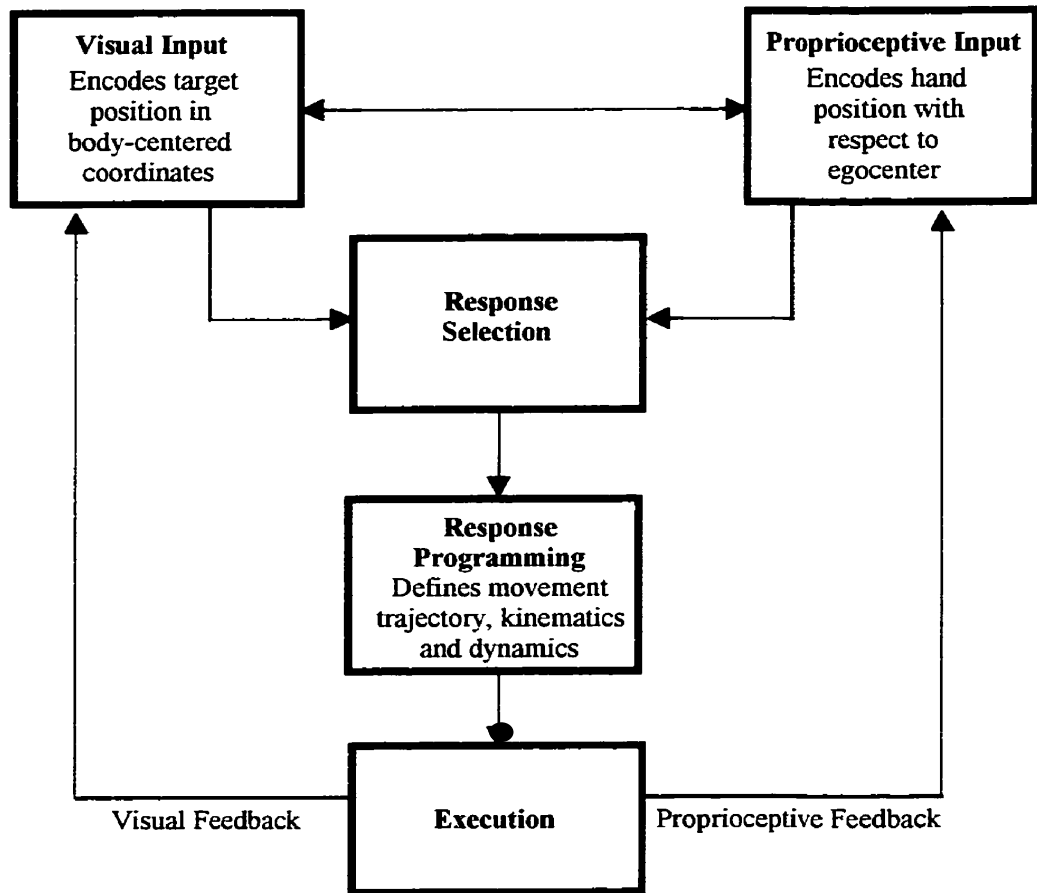 Visual Input
Encodes target
position in
body-centered
coordinates
Proprioceptive Input
Encodes hand
position with
respect to
egocenter
Response
Selection
Response
Programming
Defines movement
trajectory, kinematics
and dynamics
Visual Feedback
Execution
Proprioceptive Feedback